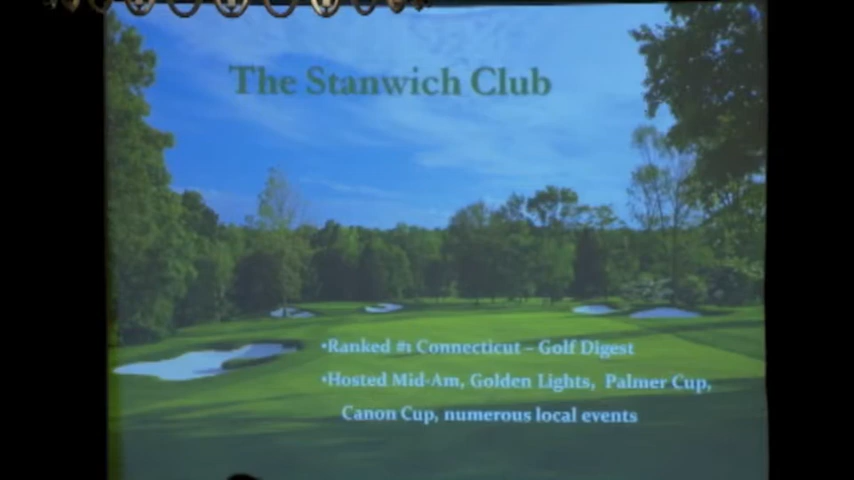 The Stanwich Club
•Ranked #1 Connecticut – Golf Digest
•Hosted Mid-Am, Golden Lights, Palmer Cup,
Canon Cup, numerous local events